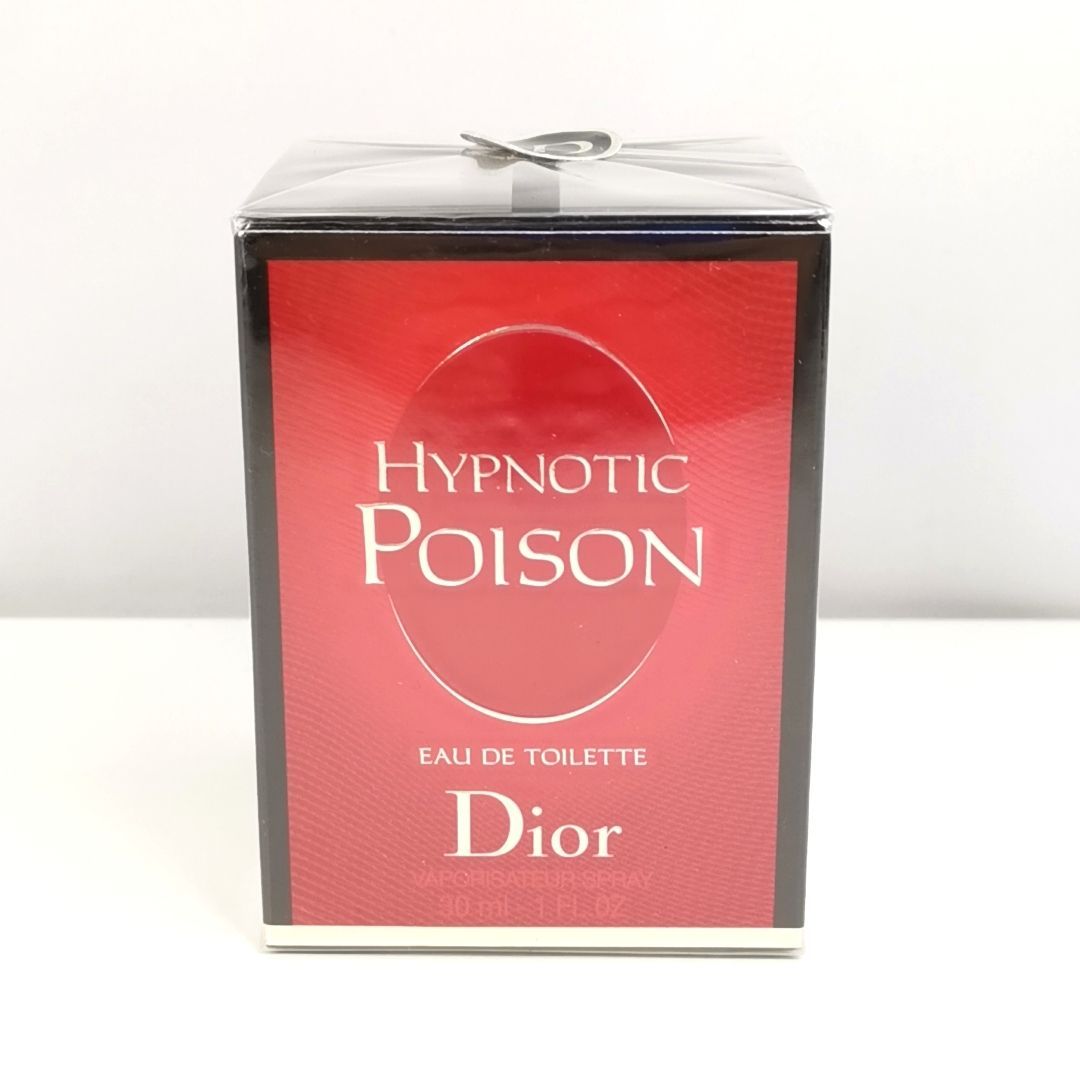 HYPNOTIC
POISON
EAU DE TOILETTE
Dior
VAPORISATEUR SPRAY
30 ml - 1 FL.OZ